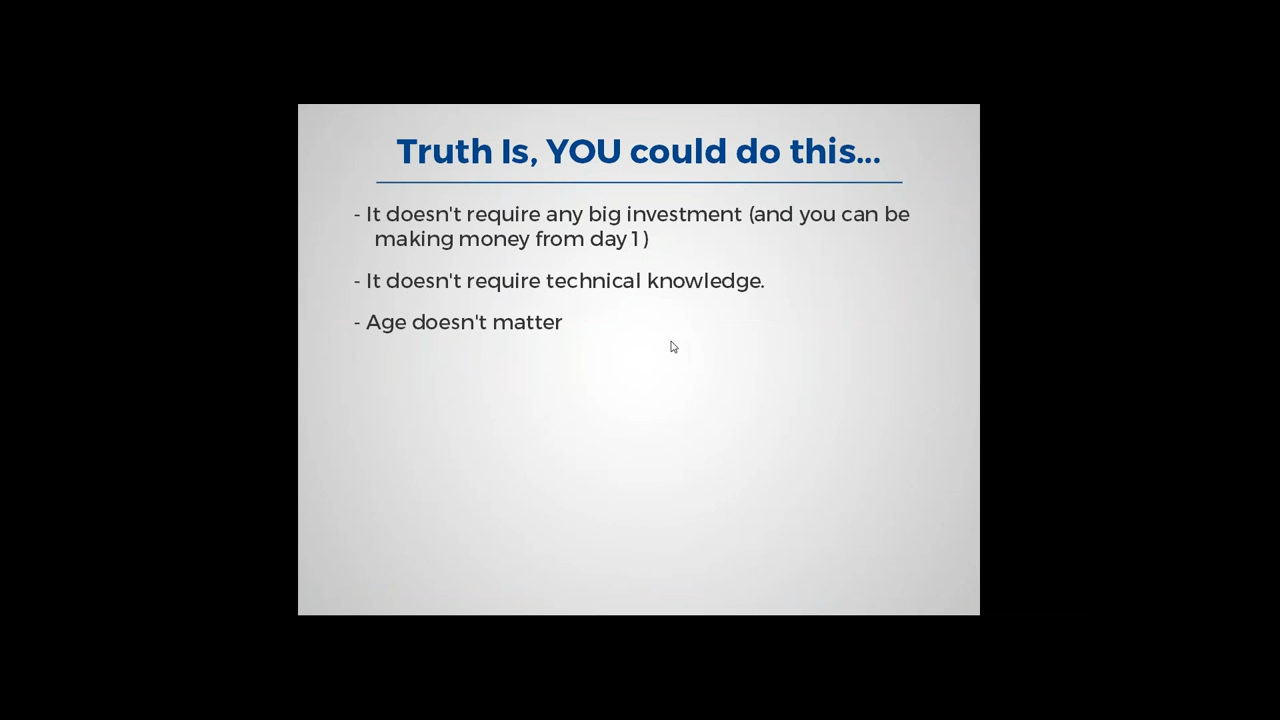 Truth Is, YOU could do this...
- It doesn't require any big investment (and you can be
making money from day 1)
- It doesn't require technical knowledge.
- Age doesn't matter